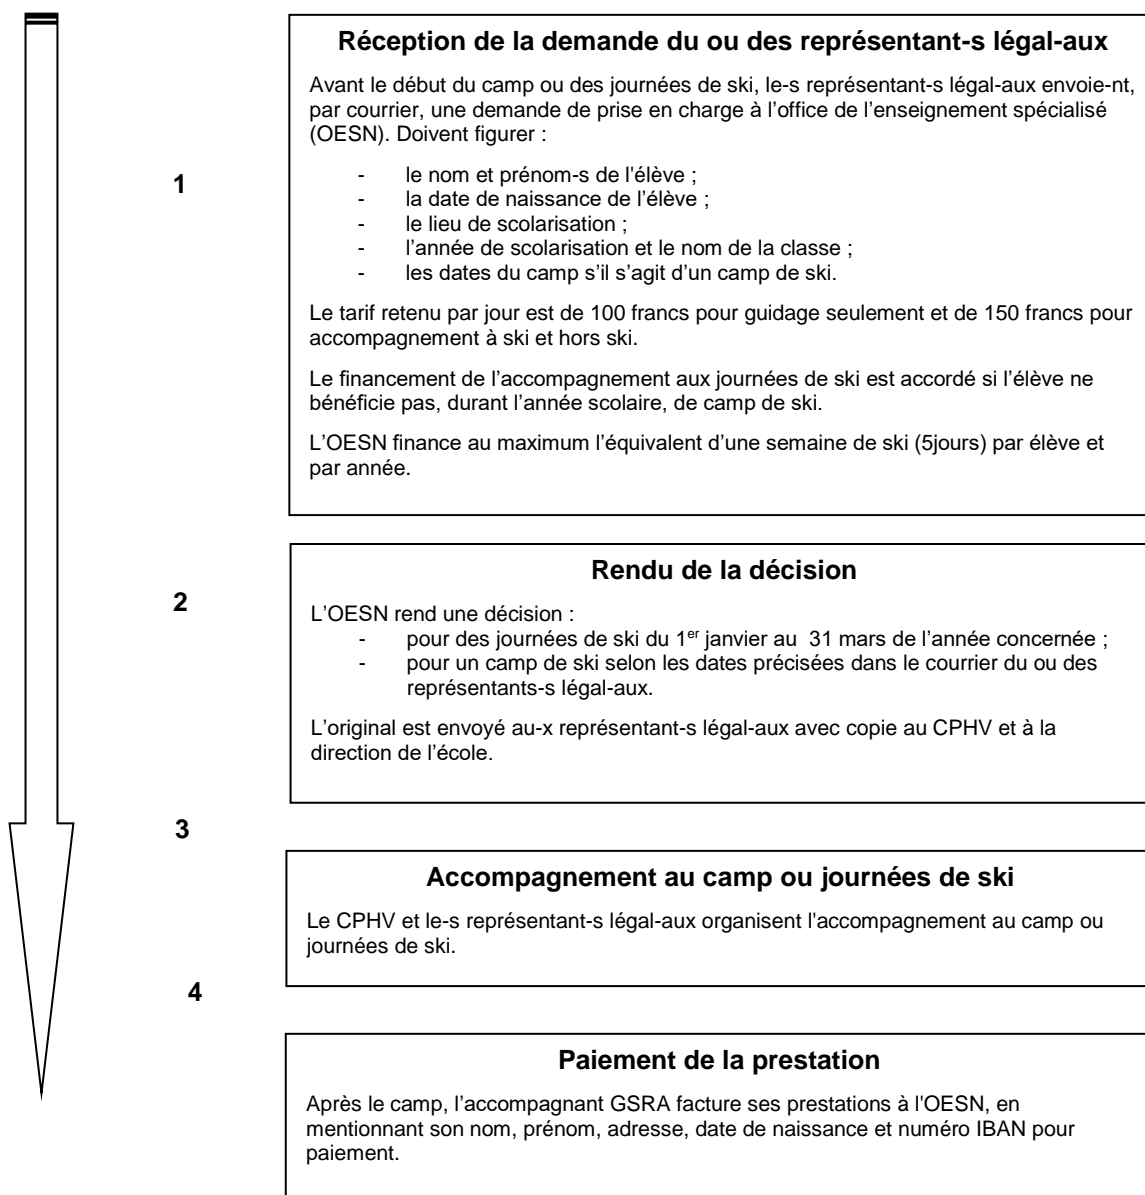 Réception de la demande du ou des représentant-s légal-aux
Avant le début du camp ou des journées de ski, le-s représentant-s légal-aux envoie-nt,
par courrier, une demande de prise en charge à l’office de l’enseignement spécialisé
(OESN). Doivent figurer :
1
- le nom et prénom-s de l'élève ;
- la date de naissance de l’élève ;
- le lieu de scolarisation ;
- l’année de scolarisation et le nom de la classe ;
- les dates du camp s’il s’agit d’un camp de ski.
Le tarif retenu par jour est de 100 francs pour guidage seulement et de 150 francs pour
accompagnement à ski et hors ski.
Le financement de l’accompagnement aux journées de ski est accordé si l’élève ne
bénéficie pas, durant l’année scolaire, de camp de ski.
L’OESN finance au maximum l’équivalent d’une semaine de ski (5jours) par élève et
par année.
Rendu de la décision
2
L’OESN rend une décision :
- pour des journées de ski du 1er janvier au 31 mars de l’année concernée ;
- pour un camp de ski selon les dates précisées dans le courrier du ou des
représentants-s légal-aux.
L’original est envoyé au-x représentant-s légal-aux avec copie au CPHV et à la
direction de l’école.
3
Accompagnement au camp ou journées de ski
Le CPHV et le-s représentant-s légal-aux organisent l'accompagnement au camp ou
journées de ski.
4
Paiement de la prestation
Après le camp, l’accompagnant GSRA facture ses prestations à l'OESN, en
mentionnant son nom, prénom, adresse, date de naissance et numéro IBAN pour
paiement.